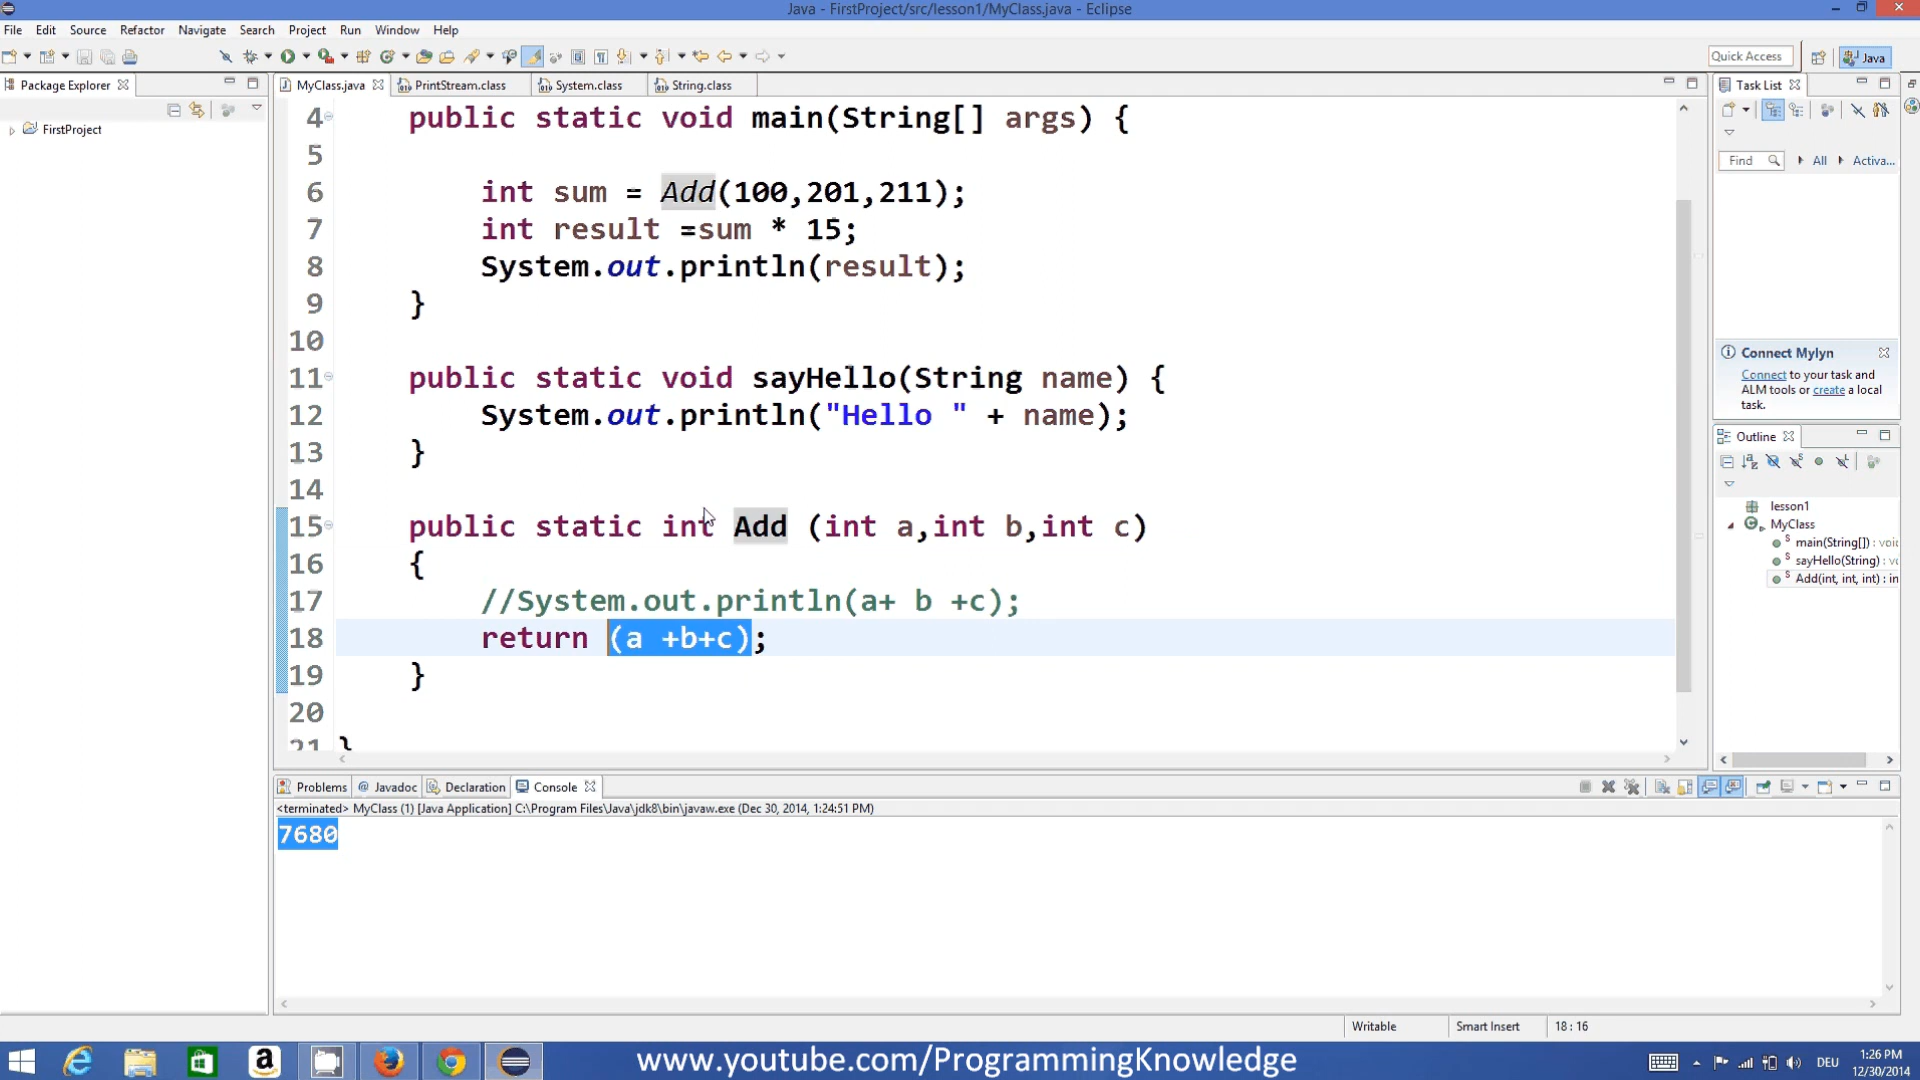 Java - FirstProject/src/lesson1/MyClass.java - Eclipse
File Edit Source Refactor Navigate Search Project Run Window Help
Quick Access
Java
Package Explorer
FirstProject
MyClass.java PrintStream.class System.class String.class
4 public static void main(String[] args) {
5
6 int sum = Add(100,201,211);
7 int result =sum * 15;
8 System.out.println(result);
9 }
10
11 public static void sayHello(String name) {
12 System.out.println("Hello " + name);
13 }
14
15 public static int Add (int a,int b,int c)
16 {
17 //System.out.println(a+ b +c);
18 return (a +b+c);
19 }
20
21 }
Task List
Find All Activa...
Connect Mylyn
Connect to your task and
ALM tools or create a local
task.
Outline
lesson1
MyClass
main(String[]) : void
sayHello(String) : vo
Add(int, int, int) : in
Problems @ Javadoc Declaration Console
<terminated> MyClass (1) [Java Application] C:\Program Files\Java\jdk8\bin\javaw.exe (Dec 30, 2014, 1:24:51 PM)
7680
Writable Smart Insert 18 : 16
www.youtube.com/ProgrammingKnowledge
DEU
1:26 PM
12/30/2014